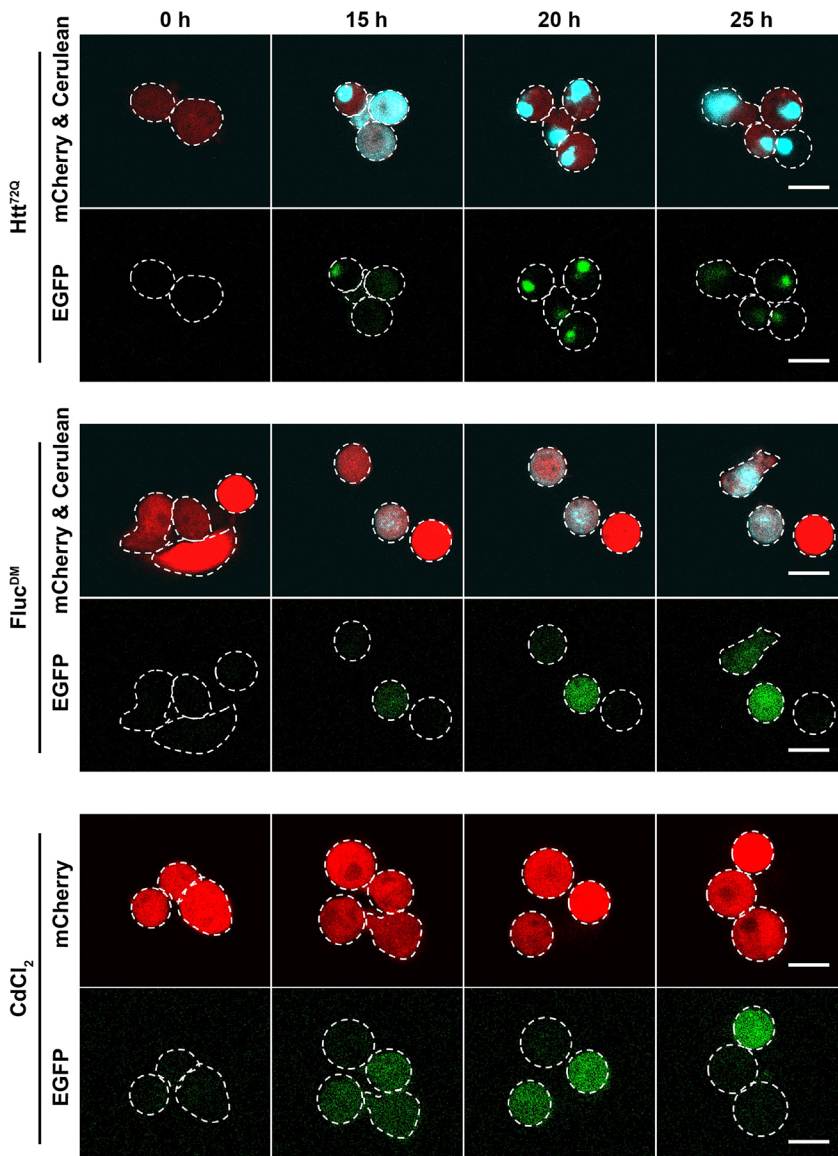 0 h 15 h 20 h 25 h
Htt72Q
mCherry & Cerulean
EGFP
FlucDM
mCherry & Cerulean
EGFP
CdCl2
mCherry
EGFP